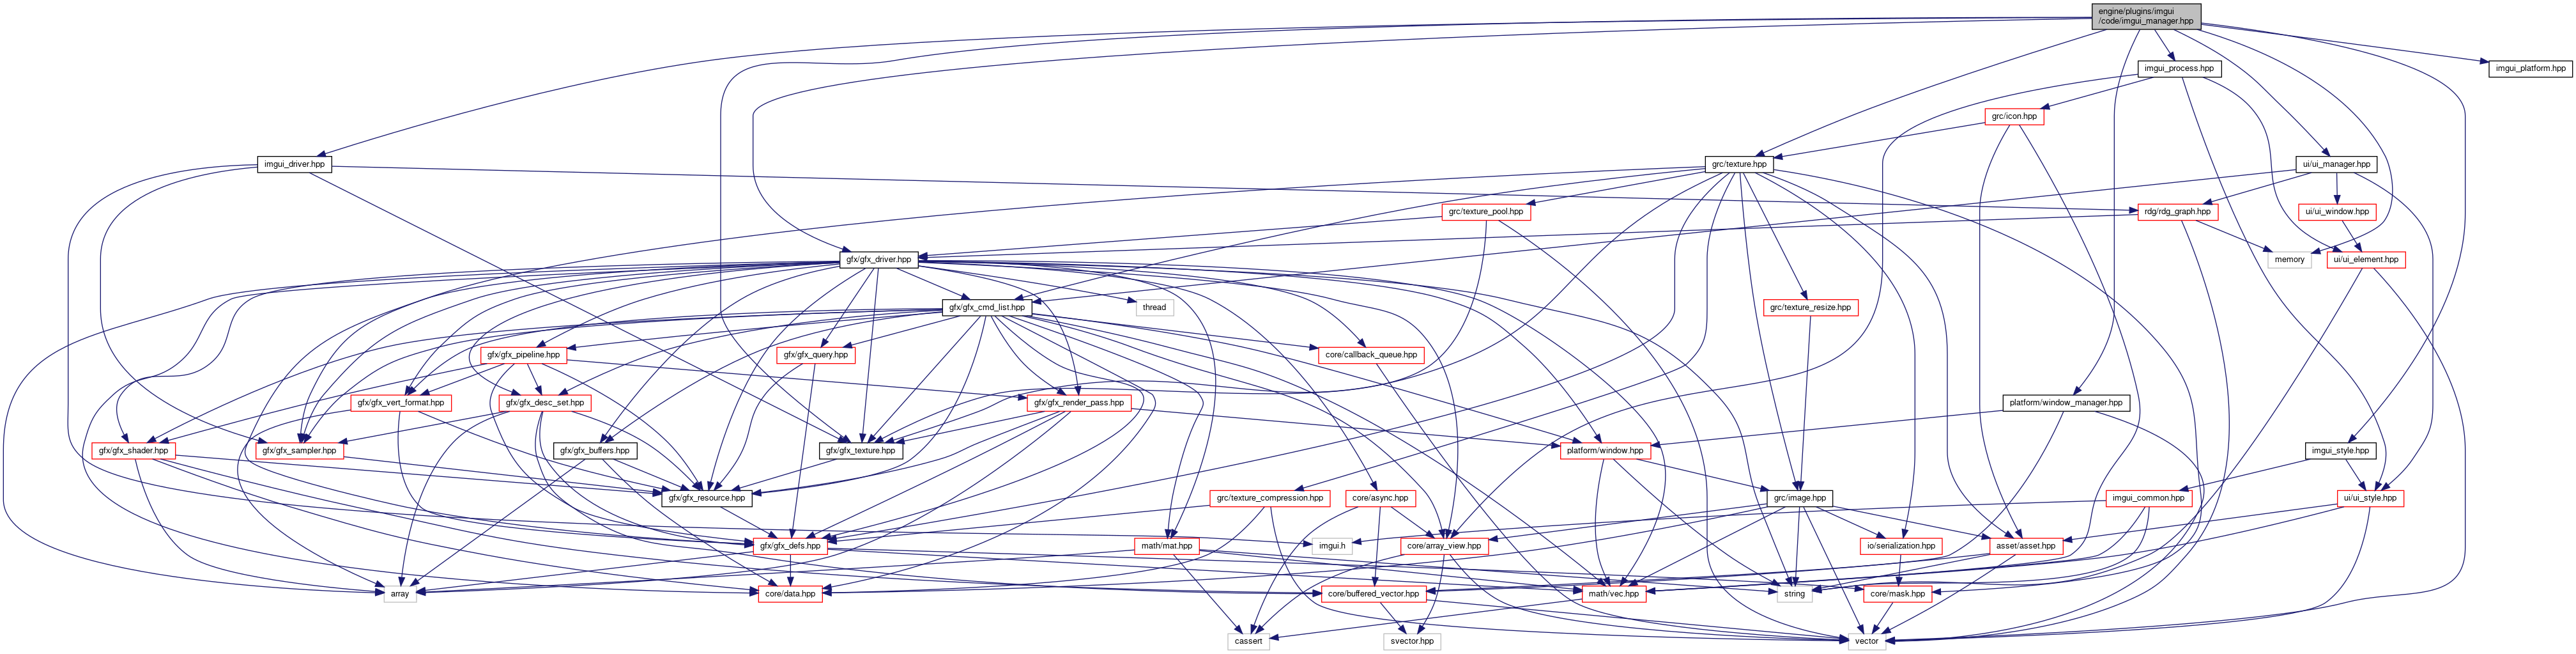 engine/plugins/imgui
/code/imgui_manager.hpp
imgui_process.hpp
imgui_platform.hpp
grc/icon.hpp
imgui_driver.hpp
grc/texture.hpp
ui/ui_manager.hpp
grc/texture_pool.hpp
rdg/rdg_graph.hpp
ui/ui_window.hpp
gfx/gfx_driver.hpp
memory
ui/ui_element.hpp
gfx/gfx_cmd_list.hpp
thread
grc/texture_resize.hpp
gfx/gfx_pipeline.hpp
gfx/gfx_query.hpp
core/callback_queue.hpp
gfx/gfx_vert_format.hpp
gfx/gfx_desc_set.hpp
gfx/gfx_render_pass.hpp
platform/window_manager.hpp
gfx/gfx_shader.hpp
gfx/gfx_sampler.hpp
gfx/gfx_buffers.hpp
gfx/gfx_texture.hpp
platform/window.hpp
imgui_style.hpp
gfx/gfx_resource.hpp
grc/texture_compression.hpp
core/async.hpp
grc/image.hpp
imgui_common.hpp
ui/ui_style.hpp
gfx/gfx_defs.hpp
math/mat.hpp
core/array_view.hpp
imgui.h
io/serialization.hpp
asset/asset.hpp
array
core/data.hpp
core/buffered_vector.hpp
math/vec.hpp
string
core/mask.hpp
cassert
svector.hpp
vector